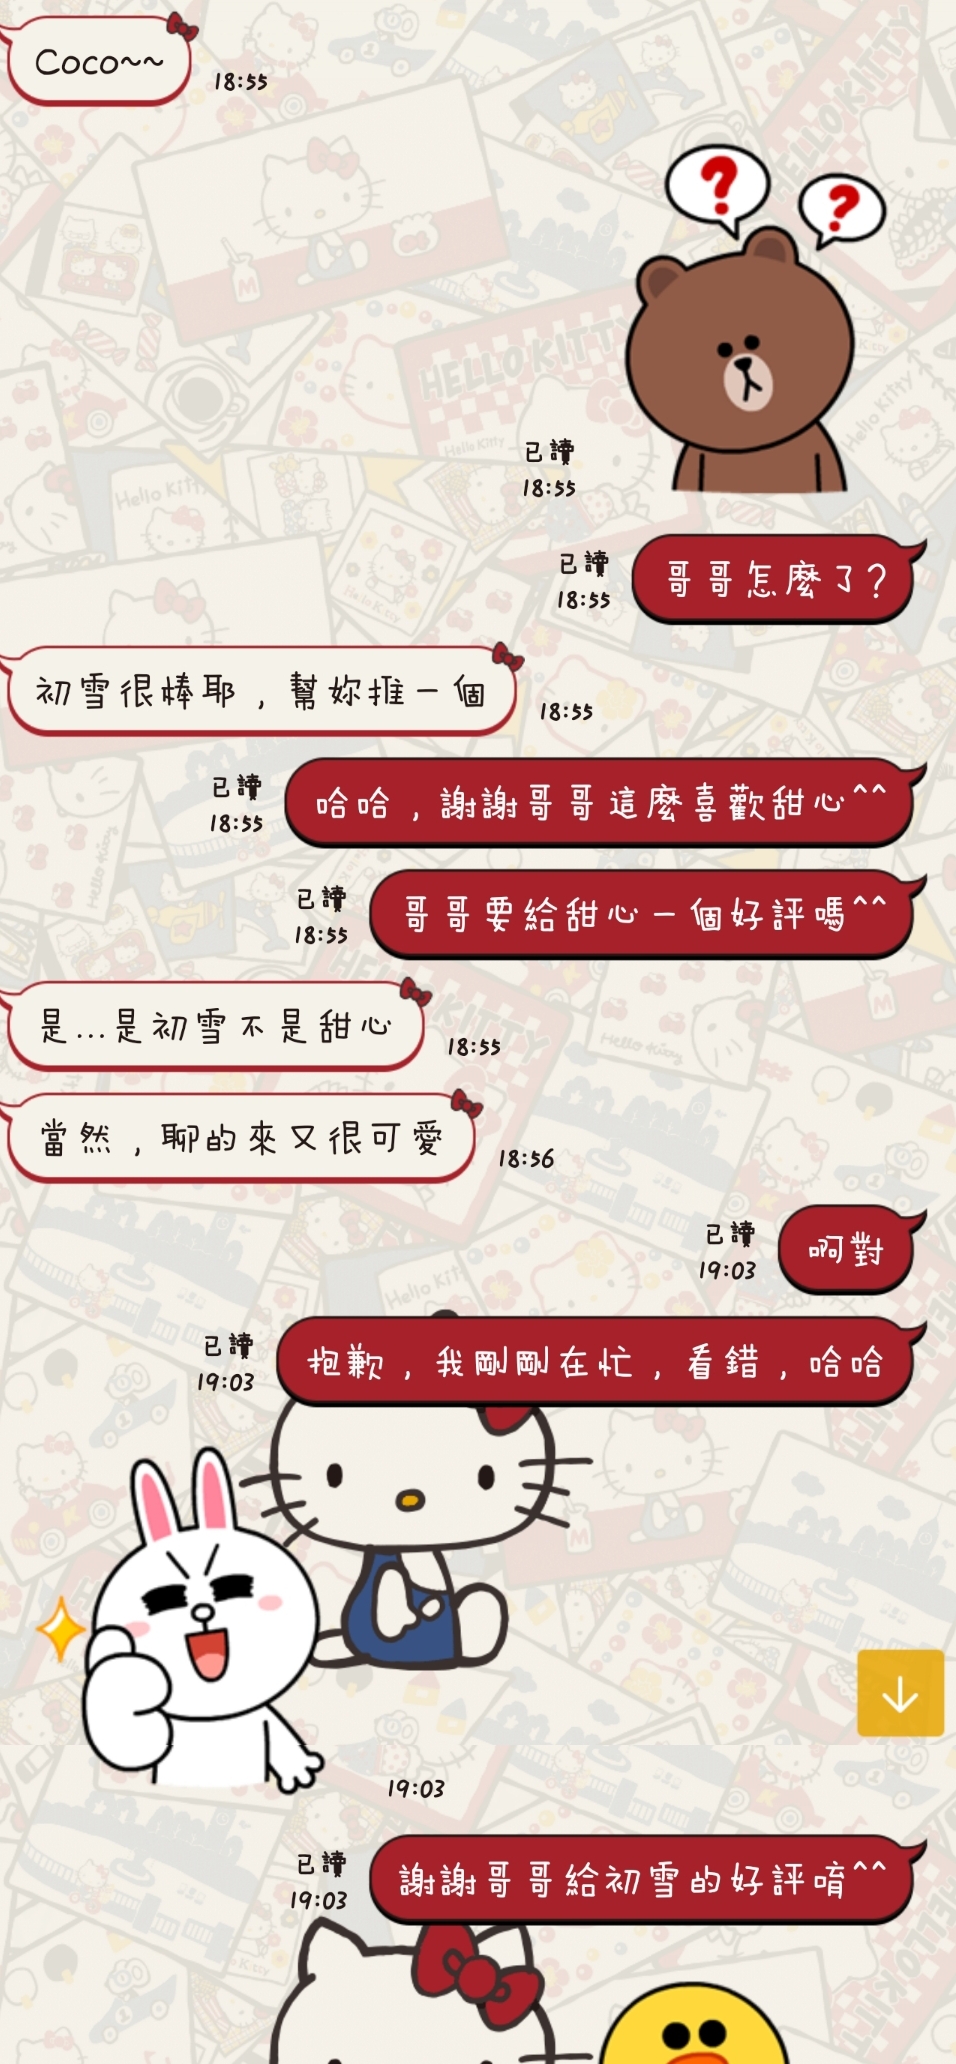 Coco~~
18:55
? ?
已讀
18:55
哥哥怎麼了?
已讀
18:55
初雪很棒耶，幫妳推一個
18:55
哈哈，謝謝哥哥這麼喜歡甜心^^
已讀
18:55
哥哥要給甜心一個好評嗎^^
已讀
18:55
是...是初雪不是甜心
18:55
當然，聊的來又很可愛
18:56
啊對
已讀
19:03
抱歉，我剛剛在忙，看錯，哈哈
已讀
19:03
19:03
謝謝哥哥給初雪的好評唷^^
已讀
19:03
HELLO KITTY
Hello Kitty